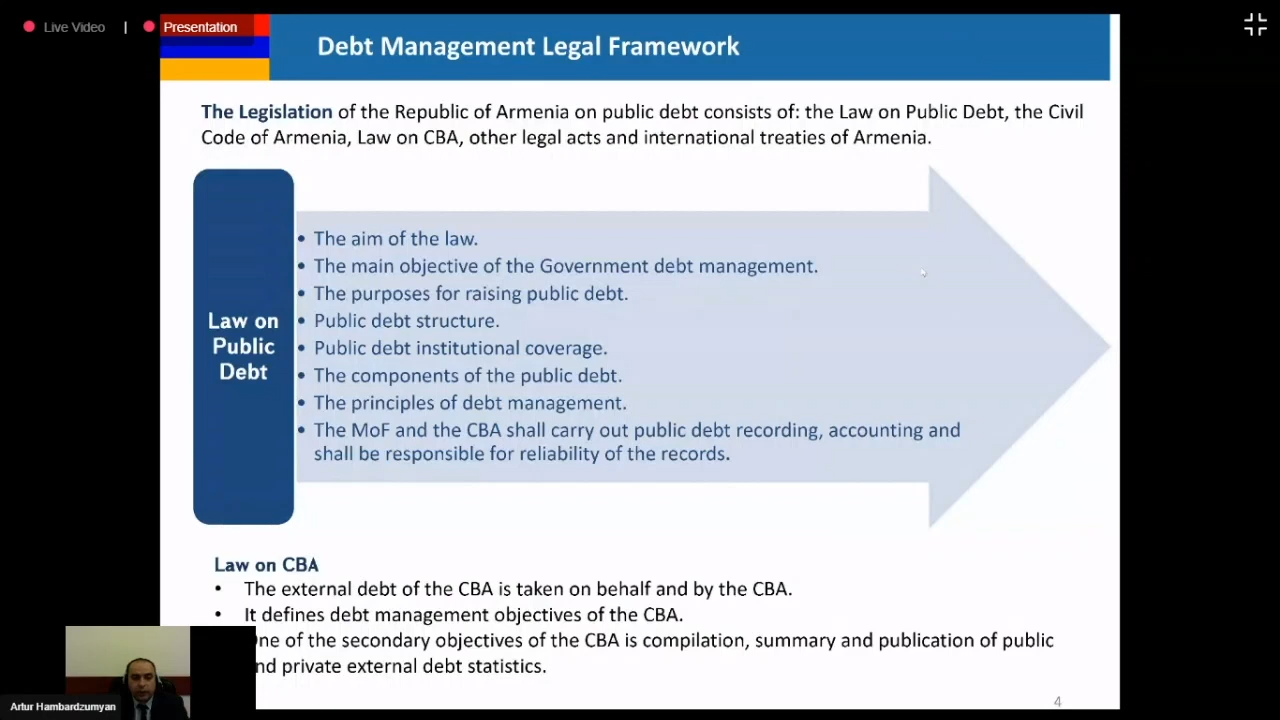 Live Video | Presentation
Debt Management Legal Framework
The Legislation of the Republic of Armenia on public debt consists of: the Law on Public Debt, the Civil
Code of Armenia, Law on CBA, other legal acts and international treaties of Armenia.
Law on
Public
Debt
• The aim of the law.
• The main objective of the Government debt management.
• The purposes for raising public debt.
• Public debt structure.
• Public debt institutional coverage.
• The components of the public debt.
• The principles of debt management.
• The MoF and the CBA shall carry out public debt recording, accounting and
shall be responsible for reliability of the records.
Law on CBA
• The external debt of the CBA is taken on behalf and by the CBA.
• It defines debt management objectives of the CBA.
ne of the secondary objectives of the CBA is compilation, summary and publication of public
nd private external debt statistics.
4
Artur Hambardzumyan